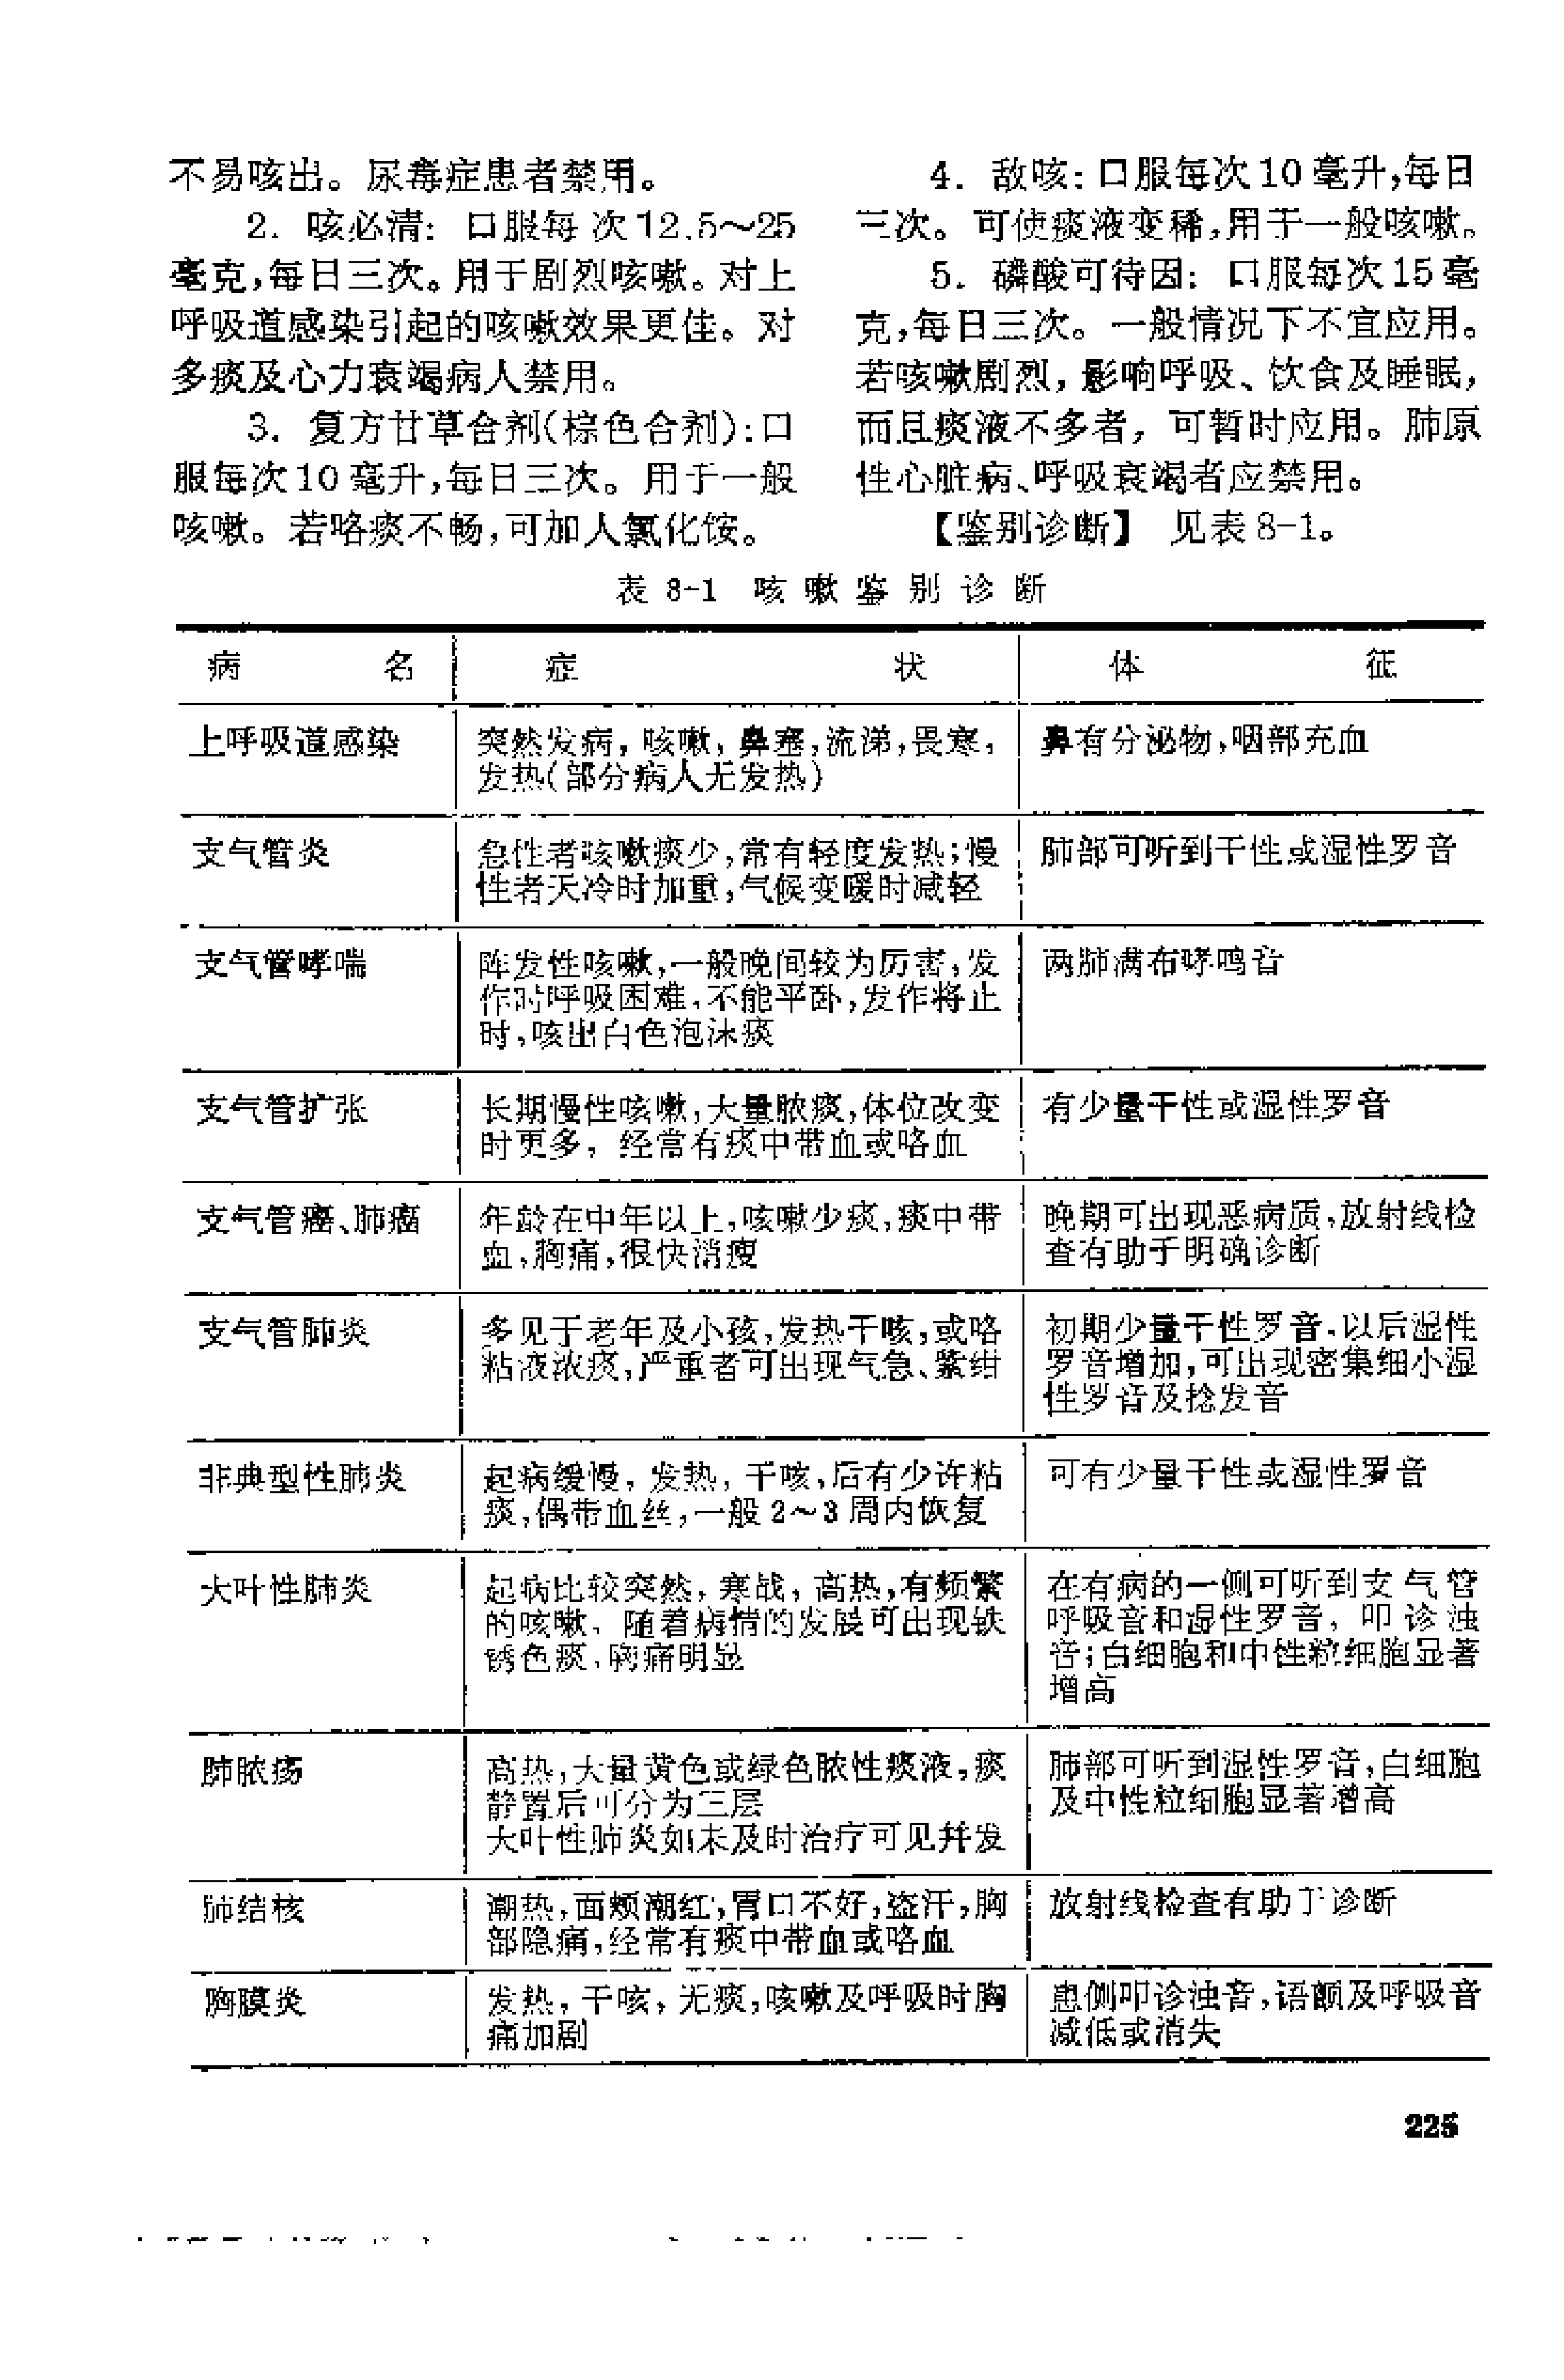 不易咳出。尿毒症患者禁用。
2. 咳必清: 口服每次12.5～25
毫克,每日三次。用于剧烈咳嗽。对上
呼吸道感染引起的咳嗽效果更佳。对
多痰及心力衰竭病人禁用。
3. 复方甘草合剂(棕色合剂):口
服每次10毫升,每日三次。用于一般
咳嗽。若咯痰不畅,可加入氯化铵。
4. 敌咳:口服每次10毫升,每日
三次。可使痰液变稀,用于一般咳嗽。
5. 磷酸可待因: 口服每次15毫
克,每日三次。一般情况下不宜应用。
若咳嗽剧烈,影响呼吸、饮食及睡眠,
而且痰液不多者,可暂时应用。肺原
性心脏病、呼吸衰竭者应禁用。
【鉴别诊断】 见表8-1。
表 8-1 咳嗽鉴别诊断
病名 症状 体征
上呼吸道感染
突然发病,咳嗽,鼻塞,流涕,畏寒,
发热(部分病人无发热)
鼻有分泌物,咽部充血
支气管炎
急性者咳嗽痰少,常有轻度发热;慢
性者天冷时加重,气候变暖时减轻
肺部可听到干性或湿性罗音
支气管哮喘
阵发性咳嗽,一般晚间较为厉害,发
作时呼吸困难,不能平卧,发作将止
时,咳出白色泡沫痰
两肺满布哮鸣音
支气管扩张
长期慢性咳嗽,大量脓痰,体位改变
时更多,经常有痰中带血或咯血
有少量干性或湿性罗音
支气管癌、肺癌
年龄在中年以上,咳嗽少痰,痰中带
血,胸痛,很快消瘦
晚期可出现恶病质,放射线检
查有助于明确诊断
支气管肺炎
多见于老年及小孩,发热干咳,或咯
粘液浓痰,严重者可出现气急、紫绀
初期少量干性罗音,以后湿性
罗音增加,可出现密集细小湿
性罗音及捻发音
非典型性肺炎
起病缓慢,发热,干咳,后有少许粘
痰,偶带血丝,一般2～3周内恢复
可有少量干性或湿性罗音
大叶性肺炎
起病比较突然,寒战,高热,有频繁
的咳嗽,随着病情的发展可出现铁
锈色痰,胸痛明显
在有病的一侧可听到支气管
呼吸音和湿性罗音,叩诊浊
音;白细胞和中性粒细胞显著
增高
肺脓疡
高热,大量黄色或绿色脓性痰液,痰
静置后可分为三层
大叶性肺炎如未及时治疗可见并发
肺部可听到湿性罗音,白细胞
及中性粒细胞显著增高
肺结核
潮热,面颊潮红,胃口不好,盗汗,胸
部隐痛,经常有痰中带血或咯血
放射线检查有助于诊断
胸膜炎
发热,干咳,无痰,咳嗽及呼吸时胸
痛加剧
患侧叩诊浊音,语颤及呼吸音
减低或消失
225